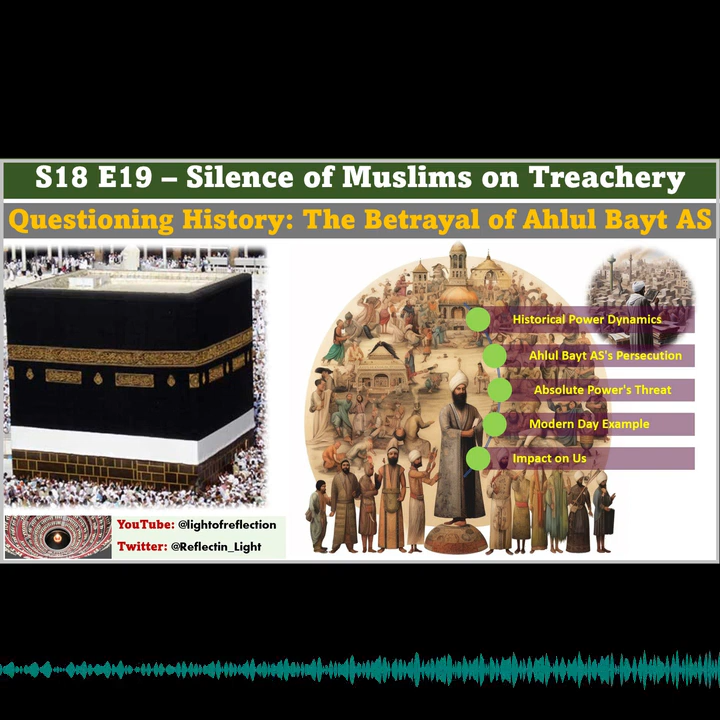 S18 E19 – Silence of Muslims on Treachery
Questioning History: The Betrayal of Ahlul Bayt AS
Historical Power Dynamics
Ahlul Bayt AS's Persecution
Absolute Power's Threat
Modern Day Example
Impact on Us
YouTube: @lightofreflection
Twitter: @Reflectin_Light